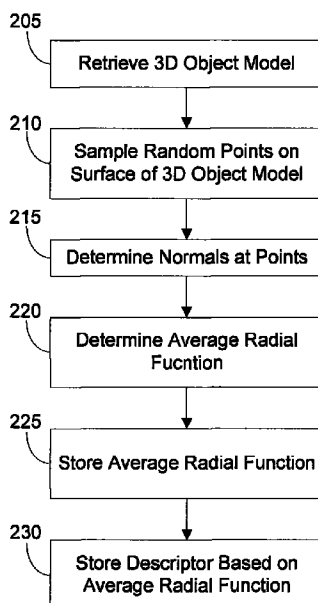 205
Retrieve 3D Object Model
210
Sample Random Points on
Surface of 3D Object Model
215
Determine Normals at Points
220
Determine Average Radial
Fucntion
225
Store Average Radial Function
230
Store Descriptor Based on
Average Radial Function